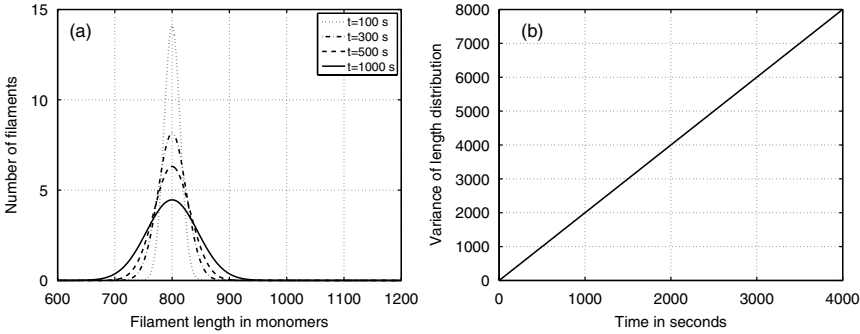 (a)
t=100 s
t=300 s
t=500 s
t=1000 s
15
10
5
0
Number of filaments
600 700 800 900 1000 1100 1200
Filament length in monomers
(b)
8000
7000
6000
5000
4000
3000
2000
1000
0
Variance of length distribution
0 1000 2000 3000 4000
Time in seconds